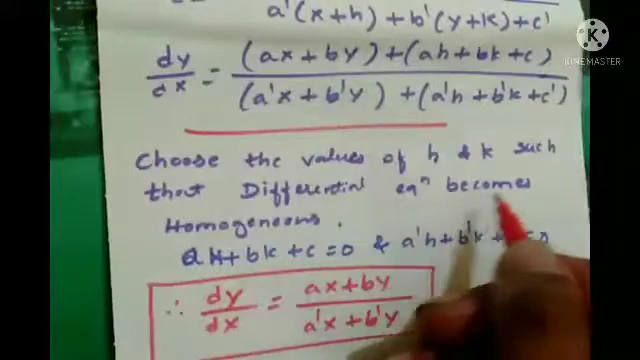 a'(x+h)+b'(y+k)+c'
dy/dx = (ax+by)+(ah+bk+c) / (a'x+b'y)+(a'h+b'k+c')
Choose the values of h & k such
that Differential eqⁿ becomes
Homogeneous.
ah+bk+c=0 & a'h+b'k+
∴ dy/dx = ax+by / a'x+b'y
KINEMASTER